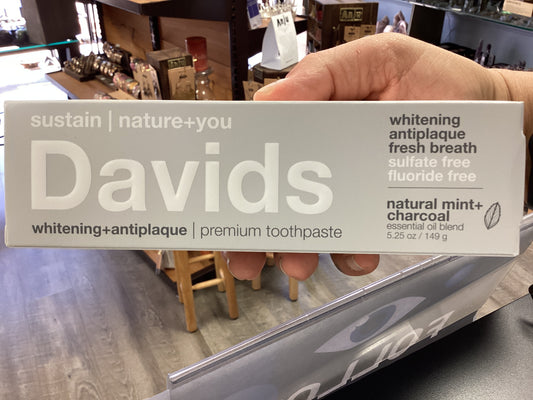 sustain | nature+you
Davids
whitening+antiplaque | premium toothpaste
whitening
antiplaque
fresh breath
sulfate free
fluoride free
natural mint+
charcoal
essential oil blend
5.25 oz / 149 g